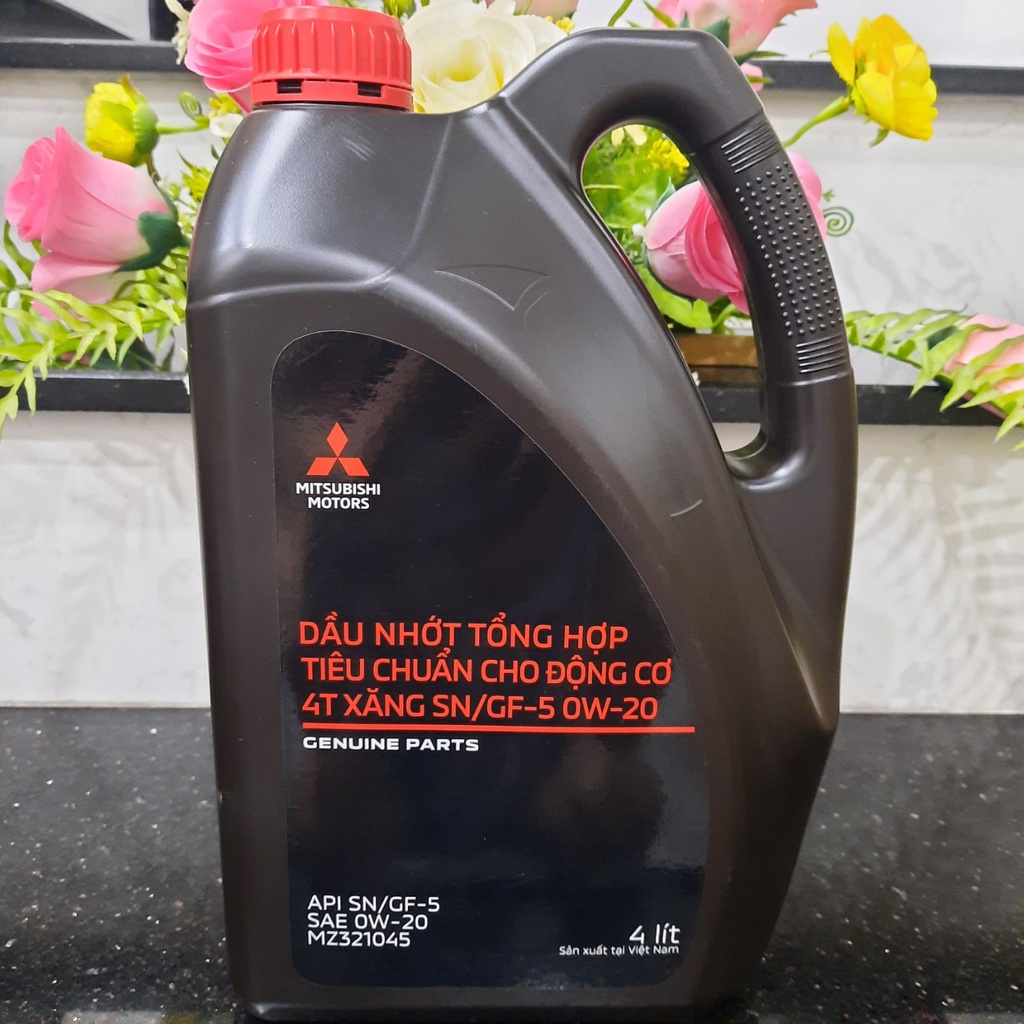 MITSUBISHI
MOTORS
DẦU NHỚT TỔNG HỢP
TIÊU CHUẨN CHO ĐỘNG CƠ
4T XĂNG SN/GF-5 0W-20
GENUINE PARTS
API SN/GF-5
SAE 0W-20
MZ321045
4 lít
Sản xuất tại Việt Nam